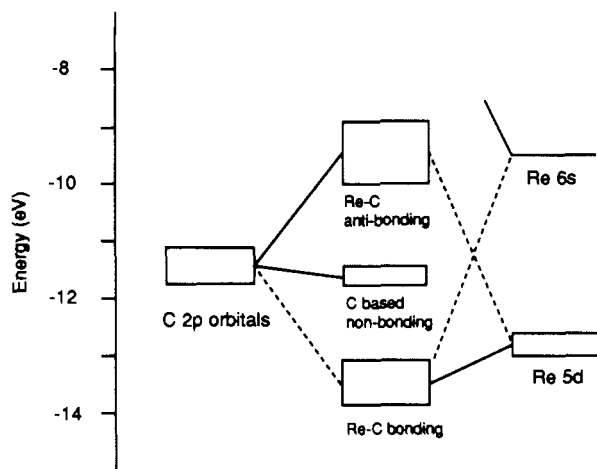 Energy (eV)
-8
-10
-12
-14
C 2p orbitals
Re-C
anti-bonding
C based
non-bonding
Re-C bonding
Re 6s
Re 5d